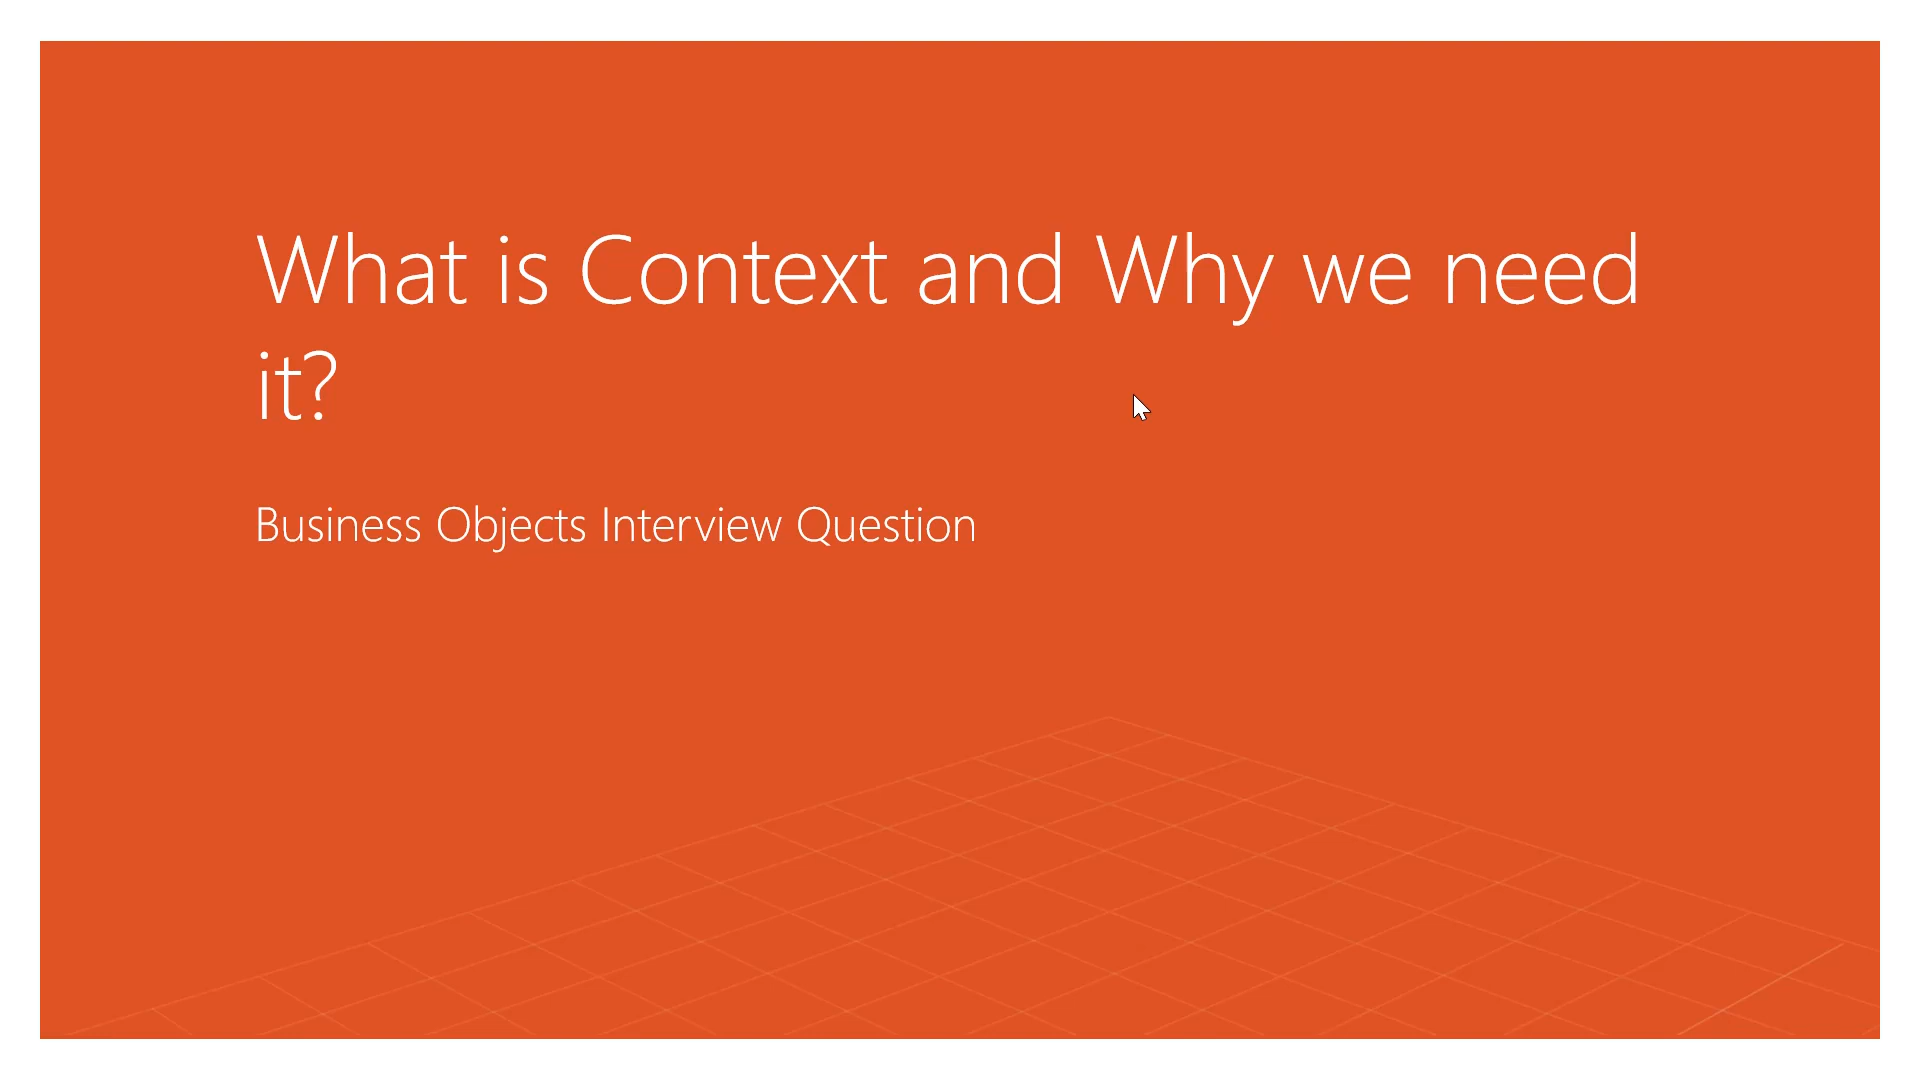 What is Context and Why we need
it?
Business Objects Interview Question